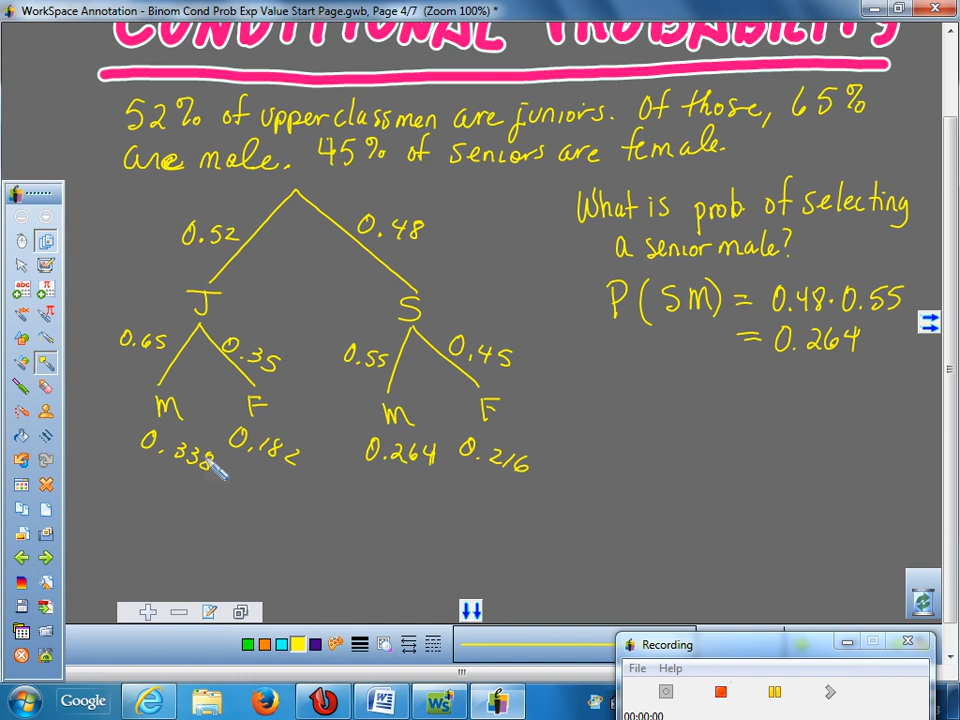 WorkSpace Annotation - Binom Cond Prob Exp Value Start Page.gwb, Page 4/7 (Zoom 100%) *
CONDITIONAL PROBABILITY
52% of upperclassmen are juniors. Of those, 65%
are male. 45% of seniors are female.
What is prob of selecting
a senior male?
0.52
0.48
P(SM) = 0.48·0.55
= 0.264
J
S
0.65
0.35
0.55
0.45
M
F
M
F
0.338
0.182
0.264
0.216
Recording
File Help
00:00:00
Google